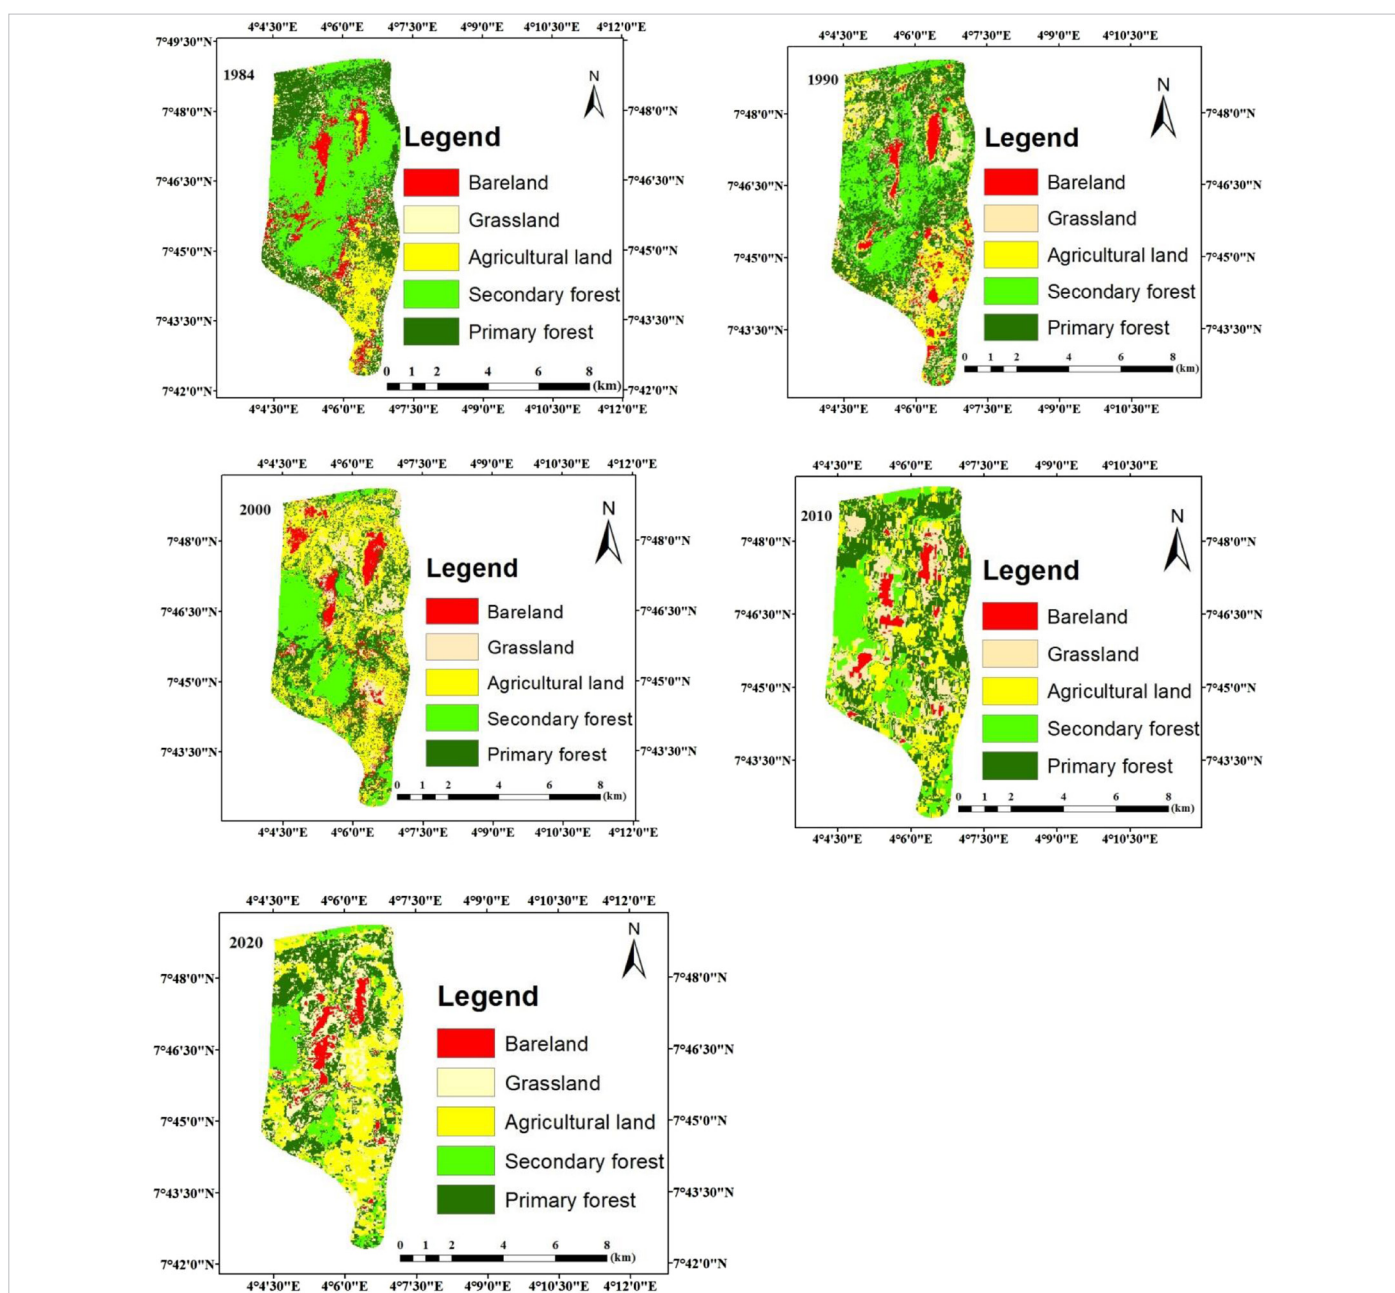 4°4'30"E 4°6'0"E 4°7'30"E 4°9'0"E 4°10'30"E 4°12'0"E
7°49'30"N
1984
N
7°48'0"N 7°48'0"N
Legend
Bareland
7°46'30"N 7°46'30"N
Grassland
7°45'0"N 7°45'0"N
Agricultural land
Secondary forest
7°43'30"N 7°43'30"N
Primary forest
0 1 2 4 6 8
(km)
7°42'0"N 7°42'0"N
4°4'30"E 4°6'0"E 4°7'30"E 4°9'0"E 4°10'30"E 4°12'0"E
4°4'30"E 4°6'0"E 4°7'30"E 4°9'0"E 4°10'30"E
1990
N
7°48'0"N 7°48'0"N
Legend
Bareland
7°46'30"N 7°46'30"N
Grassland
Agricultural land
7°45'0"N 7°45'0"N
Secondary forest
Primary forest
7°43'30"N 7°43'30"N
0 1 2 4 6 8
(km)
4°4'30"E 4°6'0"E 4°7'30"E 4°9'0"E 4°10'30"E
4°4'30"E 4°6'0"E 4°7'30"E 4°9'0"E 4°10'30"E 4°12'0"E
2000
N
7°48'0"N 7°48'0"N
Legend
Bareland
7°46'30"N 7°46'30"N
Grassland
Agricultural land
7°45'0"N 7°45'0"N
Secondary forest
Primary forest
7°43'30"N 7°43'30"N
0 1 2 4 6 8
(km)
4°4'30"E 4°6'0"E 4°7'30"E 4°9'0"E 4°10'30"E 4°12'0"E
4°4'30"E 4°6'0"E 4°7'30"E 4°9'0"E 4°10'30"E
2010
N
7°48'0"N 7°48'0"N
Legend
Bareland
7°46'30"N 7°46'30"N
Grassland
Agricultural land
7°45'0"N 7°45'0"N
Secondary forest
Primary forest
7°43'30"N 7°43'30"N
0 1 2 4 6 8
(km)
4°4'30"E 4°6'0"E 4°7'30"E 4°9'0"E 4°10'30"E
4°4'30"E 4°6'0"E 4°7'30"E 4°9'0"E 4°10'30"E 4°12'0"E
2020
N
7°48'0"N 7°48'0"N
Legend
Bareland
7°46'30"N 7°46'30"N
Grassland
Agricultural land
7°45'0"N 7°45'0"N
Secondary forest
7°43'30"N 7°43'30"N
Primary forest
0 1 2 4 6 8
(km)
7°42'0"N 7°42'0"N
4°4'30"E 4°6'0"E 4°7'30"E 4°9'0"E 4°10'30"E 4°12'0"E